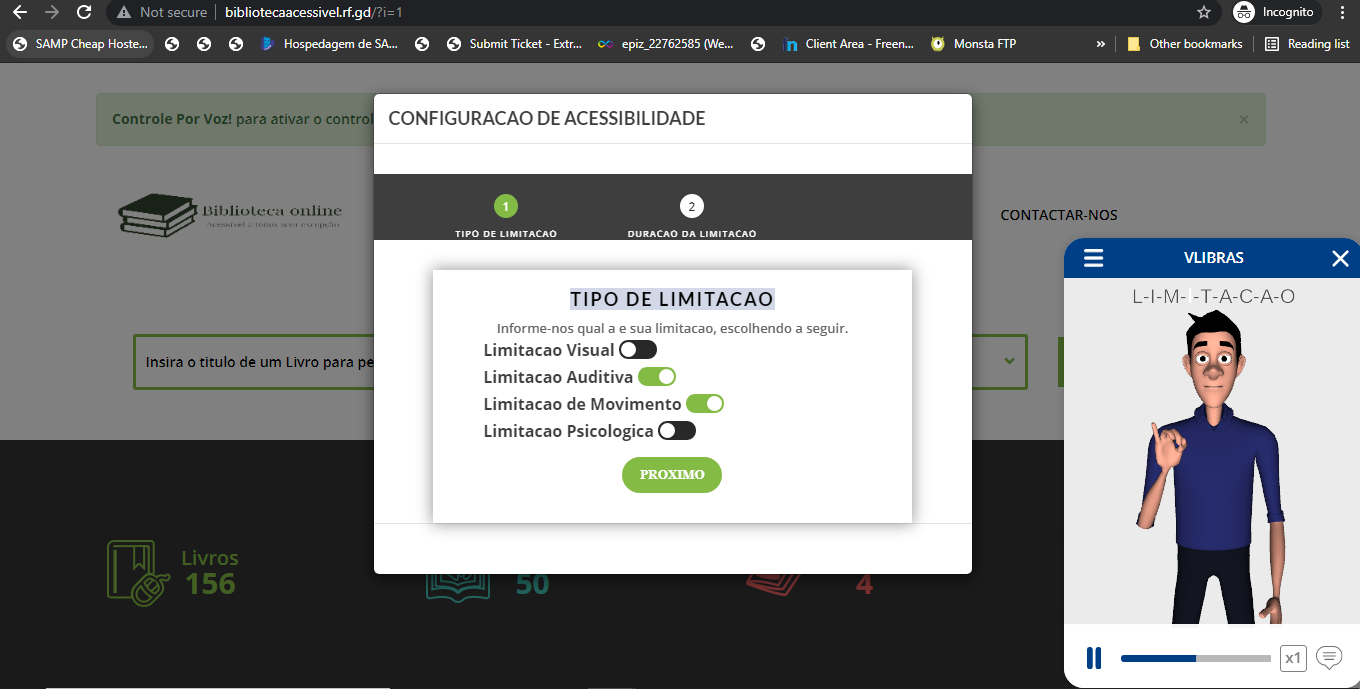 Not secure
bibliotecaacessivel.rf.gd/?i=1
Incognito
SAMP Cheap Hoste...
Hospedagem de SA...
Submit Ticket - Extr...
epiz_22762585 (We...
Client Area - Freen...
Monsta FTP
»
Other bookmarks
Reading list
CONFIGURACAO DE ACESSIBILIDADE
×
Controle Por Voz! para ativar o control
×
1
2
TIPO DE LIMITACAO
DURACAO DA LIMITACAO
Biblioteca online
Acessivel a todos sem excepção
CONTACTAR-NOS
VLIBRAS
L-I-M-I-T-A-C-A-O
TIPO DE LIMITACAO
Informe-nos qual a e sua limitacao, escolhendo a seguir.
Limitacao Visual
Limitacao Auditiva
Limitacao de Movimento
Limitacao Psicologica
PROXIMO
Insira o titulo de um Livro para pe
Livros
156
50
4
x1